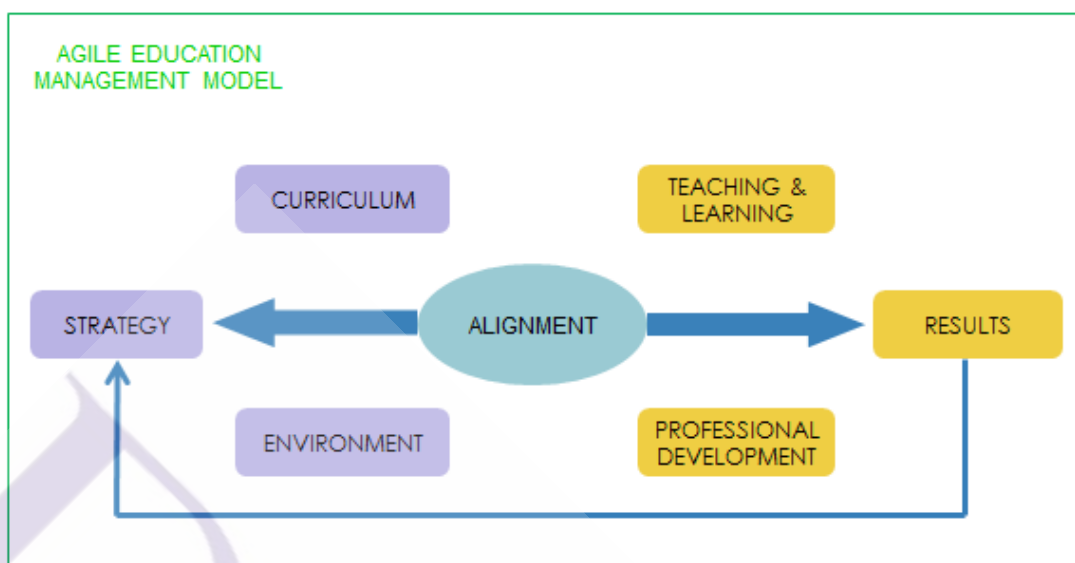 AGILE EDUCATION
MANAGEMENT MODEL
CURRICULUM
TEACHING &
LEARNING
STRATEGY
ALIGNMENT
RESULTS
ENVIRONMENT
PROFESSIONAL
DEVELOPMENT